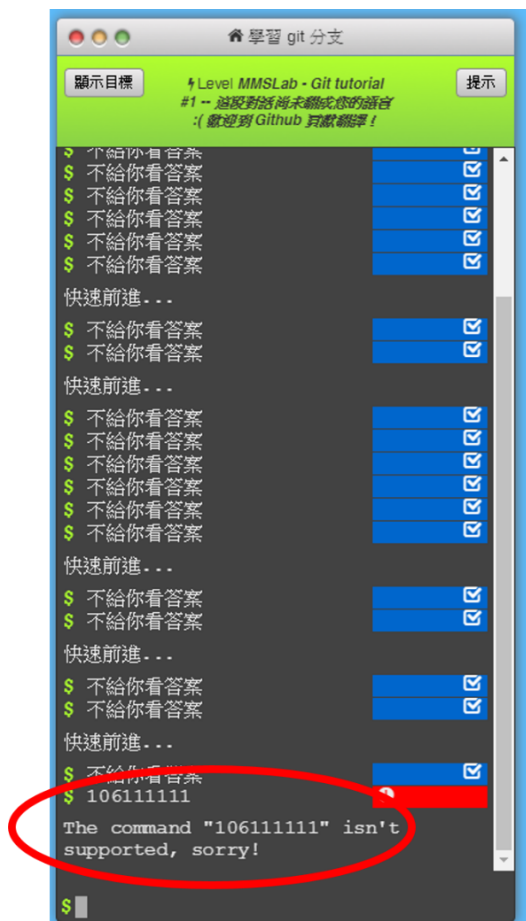 學習 git 分支
顯示目標
Level MMSLab - Git tutorial
#1 -- 這段對話尚未翻成您的語言
:( 歡迎到 Github 貢獻翻譯！
提示
$ 不給你看答案
$ 不給你看答案
$ 不給你看答案
$ 不給你看答案
$ 不給你看答案
$ 不給你看答案
快速前進...
$ 不給你看答案
$ 不給你看答案
快速前進...
$ 不給你看答案
$ 不給你看答案
$ 不給你看答案
$ 不給你看答案
$ 不給你看答案
$ 不給你看答案
快速前進...
$ 不給你看答案
$ 不給你看答案
快速前進...
$ 不給你看答案
$ 不給你看答案
快速前進...
$ 不給你看答案
$ 106111111
The command "106111111" isn't
supported, sorry!
$